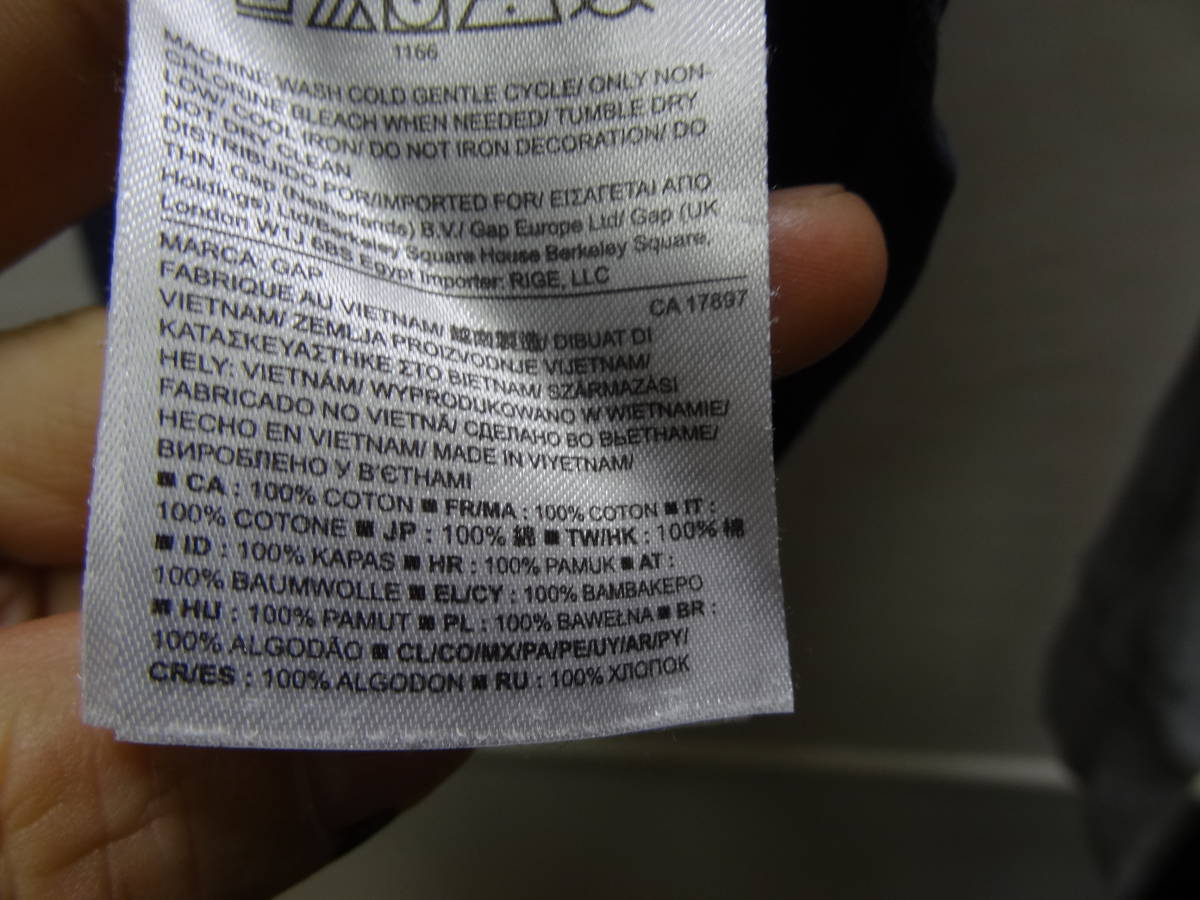 1166
MACHINE WASH COLD GENTLE CYCLE/ ONLY NON-
CHLORINE BLEACH WHEN NEEDED/ TUMBLE DRY
LOW/ COOL IRON/ DO NOT IRON DECORATION/ DO
NOT DRY CLEAN
DISTRIBUIDO POR/IMPORTED FOR/ ΕΙΣΑΓΕΤΑΙ ΑΠΟ
ΤΗΝ: Gap (Netherlands) B.V./ Gap Europe Ltd/ Gap (UK
Holdings) Ltd/Berkeley Square House Berkeley Square,
London W1J 6BS Egypt Importer: RIGE, LLC
MARCA: GAP
CA 17897
FABRIQUE AU VIETNAM/ 越南製造/ DIBUAT DI
VIETNAM/ ZEMLJA PROIZVODNJE VIJETNAM/
ΚΑΤΑΣΚΕΥΑΣΤΗΚΕ ΣΤΟ ΒΙΕΤΝΑΜ/ SZÁRMAZÁSI
HELY: VIETNÁM/ WYPRODUKOWANO W WIETNAMIE/
FABRICADO NO VIETNÃ/ СДЕЛАНО ВО ВЬЕТНАМЕ/
HECHO EN VIETNAM/ MADE IN VIYETNAM/
ВИРОБЛЕНО У В'ЄТНАМІ
■ CA : 100% COTON ■ FR/MA : 100% COTON ■ IT :
100% COTONE ■ JP : 100% 綿 ■ TW/HK : 100% 棉
■ ID : 100% KAPAS ■ HR : 100% PAMUK ■ AT :
100% BAUMWOLLE ■ EL/CY : 100% ΒΑΜΒΑΚΕΡΟ
■ HU : 100% PAMUT ■ PL : 100% BAWEŁNA ■ BR :
100% ALGODÃO ■ CL/CO/MX/PA/PE/UY/AR/PY/
CR/ES : 100% ALGODON ■ RU : 100% ХЛОПОК